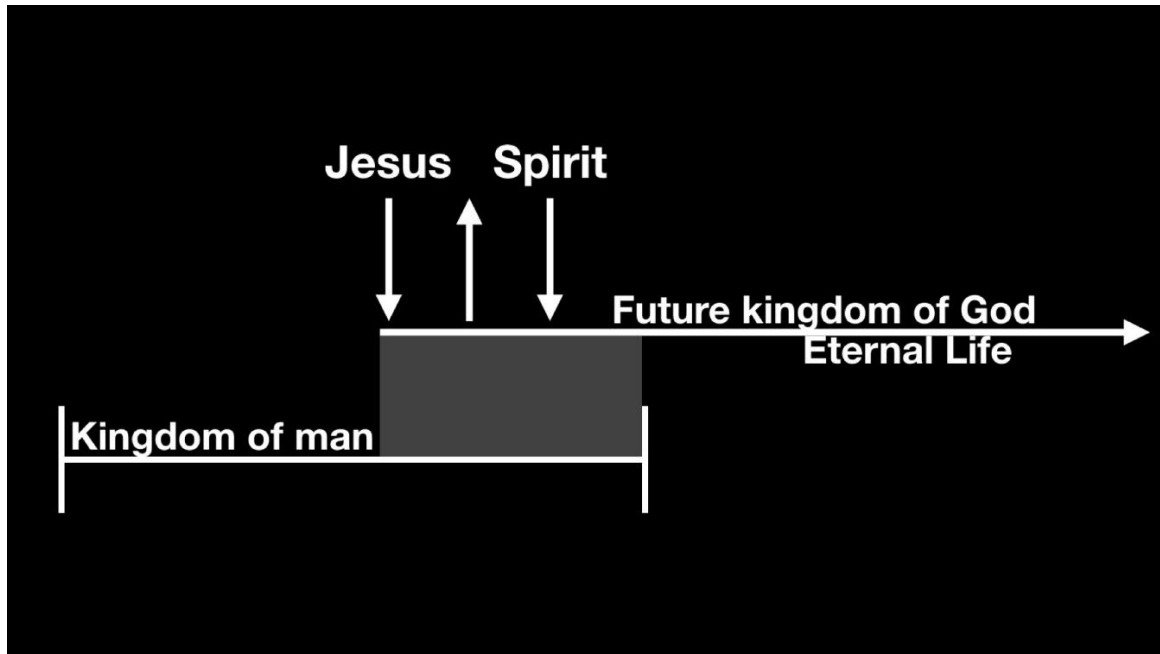 Jesus Spirit
Future kingdom of God
Eternal Life
Kingdom of man